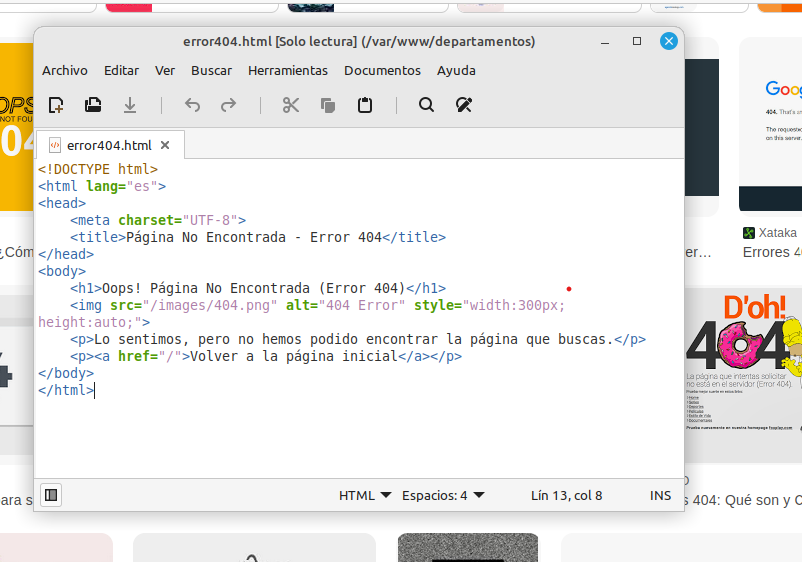 error404.html [Solo lectura] (/var/www/departamentos)
Archivo Editar Ver Buscar Herramientas Documentos Ayuda
error404.html
<!DOCTYPE html>
<html lang="es">
<head>
    <meta charset="UTF-8">
    <title>Página No Encontrada - Error 404</title>
</head>
<body>
    <h1>Oops! Página No Encontrada (Error 404)</h1>
    <img src="/images/404.png" alt="404 Error" style="width:300px;
height:auto;">
    <p>Lo sentimos, pero no hemos podido encontrar la página que buscas.</p>
    <p><a href="/">Volver a la página inicial</a></p>
</body>
</html>
HTML Espacios: 4 Lín 13, col 8 INS
NOT FOU
¿Cóm
ara s
404. That's
The requested
on this server.
Xataka
Errores 40
er...
D'oh!
404
La página que intentas solicitar
no está en el servidor (Error 404).
s 404: Qué son y C